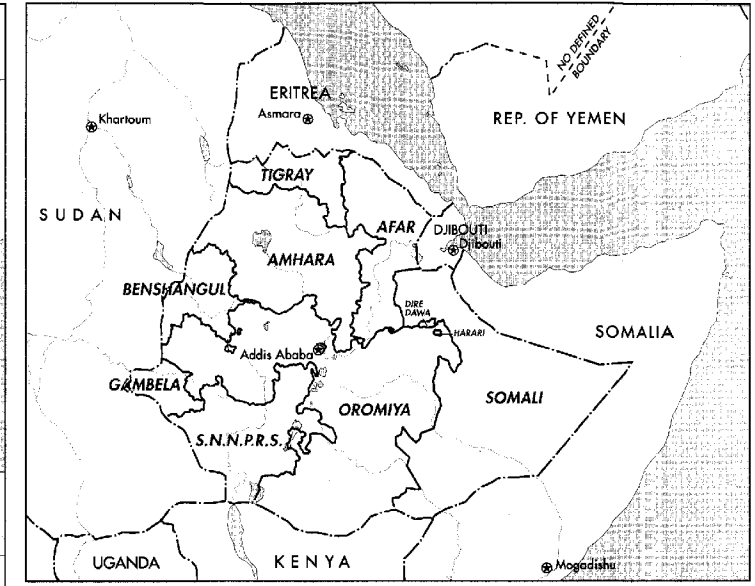 NO DEFINED
BOUNDARY
ERITREA
Asmara
Khartoum
REP. OF YEMEN
TIGRAY
SUDAN
AFAR
DJIBOUTI
Djibouti
AMHARA
BENSHANGUL
DIRE
DAWA
HARARI
SOMALIA
Addis Ababa
GAMBELA
SOMALI
OROMIYA
S.N.N.P.R.S.
UGANDA
KENYA
Mogadishu